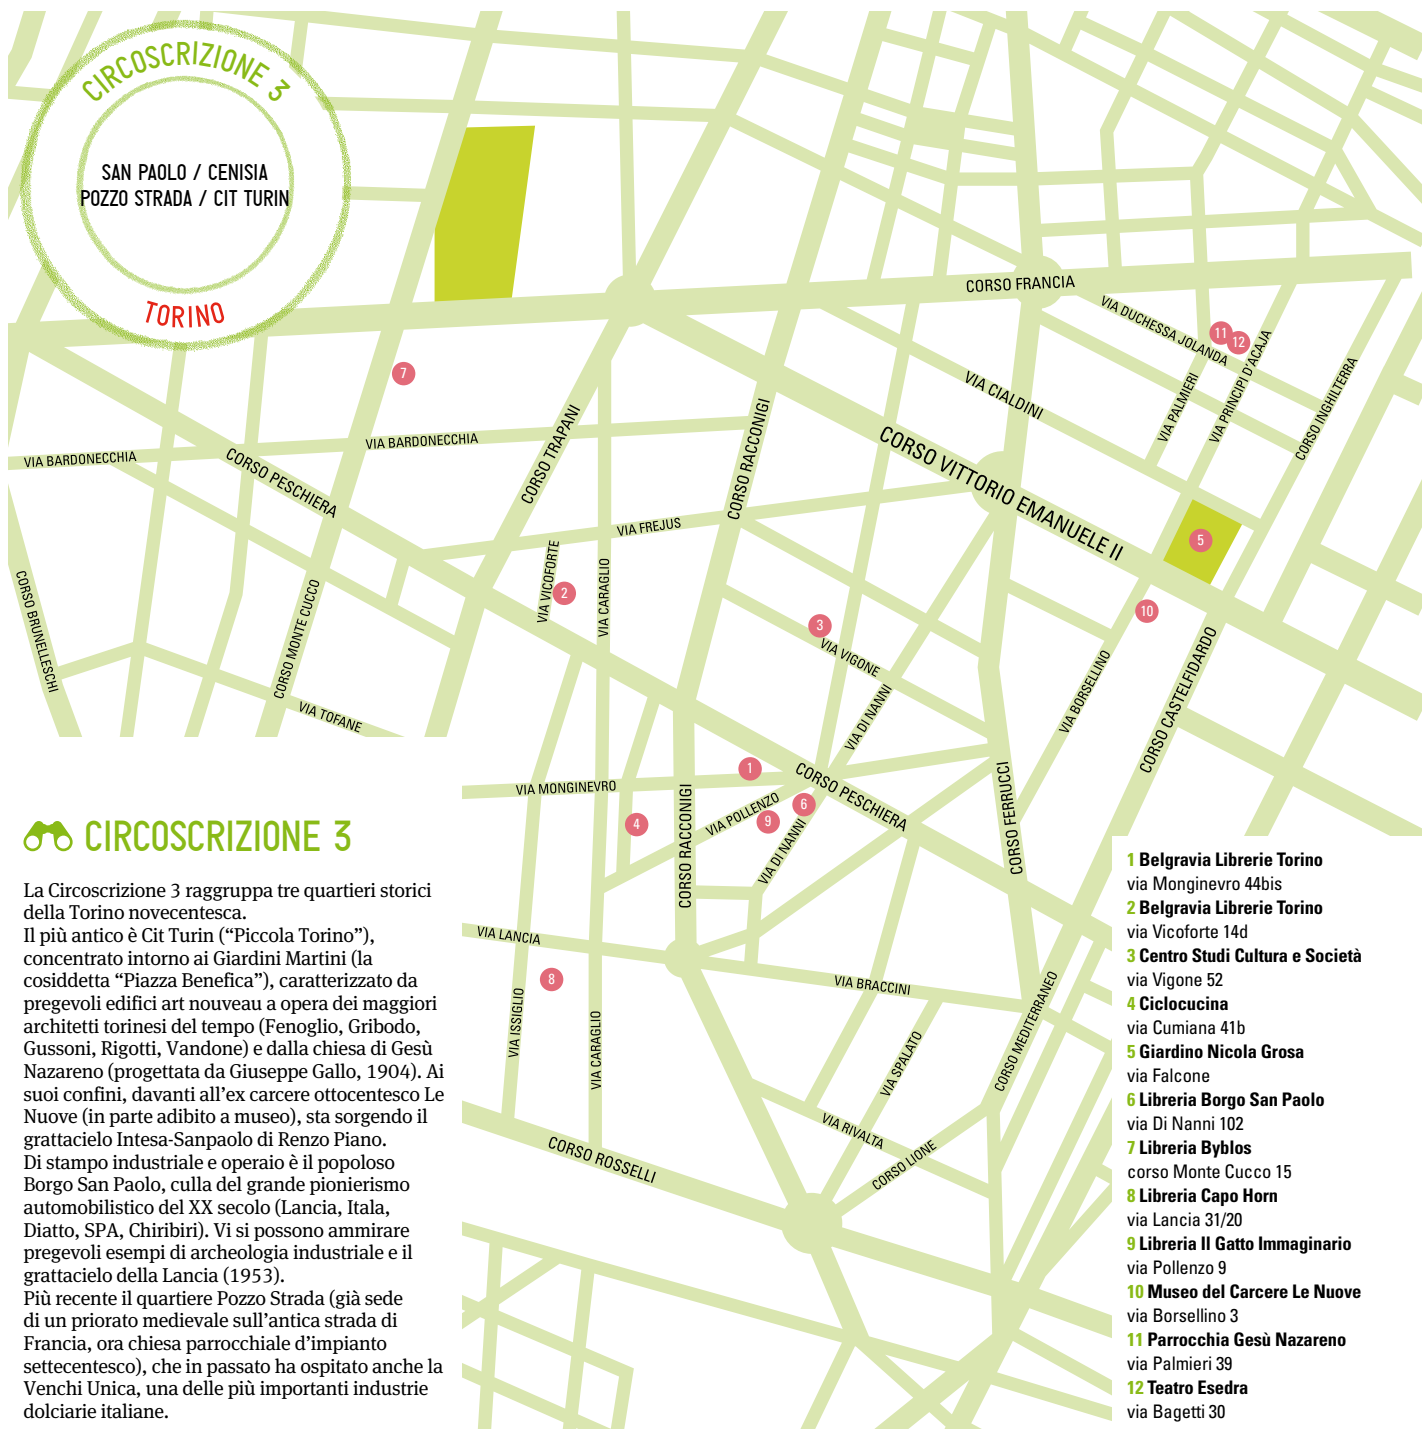 CIRCOSCRIZIONE 3
SAN PAOLO / CENISIA
POZZO STRADA / CIT TURIN
TORINO
CORSO FRANCIA
VIA DUCHESSA JOLANDA
11
12
VIA PRINCIPI D'ACAJA
VIA PALMIERI
CORSO INGHILTERRA
7
VIA CIALDINI
VIA BARDONECCHIA
VIA BARDONECCHIA
CORSO PESCHIERA
CORSO TRAPANI
CORSO RACCONIGI
CORSO VITTORIO EMANUELE II
VIA FREJUS
5
VIA VICOFORTE
2
VIA CARAGLIO
CORSO BRUNELLESCHI
CORSO MONTE CUCCO
3
VIA VIGONE
10
VIA BORSELLINO
CORSO CASTELFIDARDO
VIA DI NANNI
VIA TOFANE
VIA MONGINEVRO
1
CORSO PESCHIERA
CORSO RACCONIGI
VIA POLLENZO
6
9
4
VIA DI NANNI
CORSO FERRUCCI
VIA LANCIA
8
VIA BRACCINI
VIA ISSIGLIO
VIA CARAGLIO
VIA SPALATO
CORSO MEDITERRANEO
VIA RIVALTA
CORSO LIONE
CORSO ROSSELLI
CIRCOSCRIZIONE 3
La Circoscrizione 3 raggruppa tre quartieri storici
della Torino novecentesca.
Il più antico è Cit Turin (“Piccola Torino”),
concentrato intorno ai Giardini Martini (la
cosiddetta “Piazza Benefica”), caratterizzato da
pregevoli edifici art nouveau a opera dei maggiori
architetti torinesi del tempo (Fenoglio, Gribodo,
Gussoni, Rigotti, Vandone) e dalla chiesa di Gesù
Nazareno (progettata da Giuseppe Gallo, 1904). Ai
suoi confini, davanti all’ex carcere ottocentesco Le
Nuove (in parte adibito a museo), sta sorgendo il
grattacielo Intesa-Sanpaolo di Renzo Piano.
Di stampo industriale e operaio è il popoloso
Borgo San Paolo, culla del grande pionierismo
automobilistico del XX secolo (Lancia, Itala,
Diatto, SPA, Chiribiri). Vi si possono ammirare
pregevoli esempi di archeologia industriale e il
grattacielo della Lancia (1953).
Più recente il quartiere Pozzo Strada (già sede
di un priorato medievale sull’antica strada di
Francia, ora chiesa parrocchiale d’impianto
settecentesco), che in passato ha ospitato anche la
Venchi Unica, una delle più importanti industrie
dolciarie italiane.
1 Belgravia Librerie Torino
via Monginevro 44bis
2 Belgravia Librerie Torino
via Vicoforte 14d
3 Centro Studi Cultura e Società
via Vigone 52
4 Ciclocucina
via Cumiana 41b
5 Giardino Nicola Grosa
via Falcone
6 Libreria Borgo San Paolo
via Di Nanni 102
7 Libreria Byblos
corso Monte Cucco 15
8 Libreria Capo Horn
via Lancia 31/20
9 Libreria Il Gatto Immaginario
via Pollenzo 9
10 Museo del Carcere Le Nuove
via Borsellino 3
11 Parrocchia Gesù Nazareno
via Palmieri 39
12 Teatro Esedra
via Bagetti 30